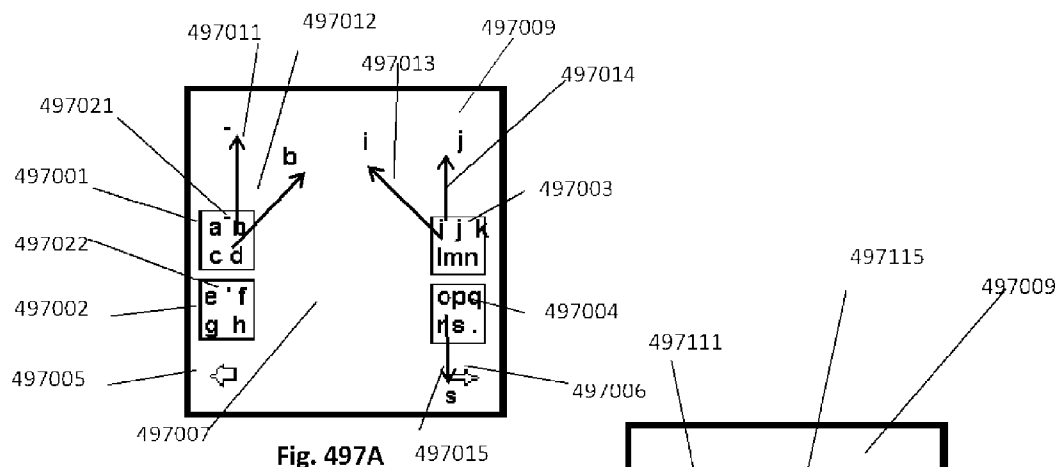 497011
497012
497009
497013
497014
497021
-
i
j
b
497001
497003
a - b
i j k
497022
c d
lmn
497115
497009
e ' f
opq
497002
497004
g h
r s .
497111
497005
497006
s
497007
497015
Fig. 497A